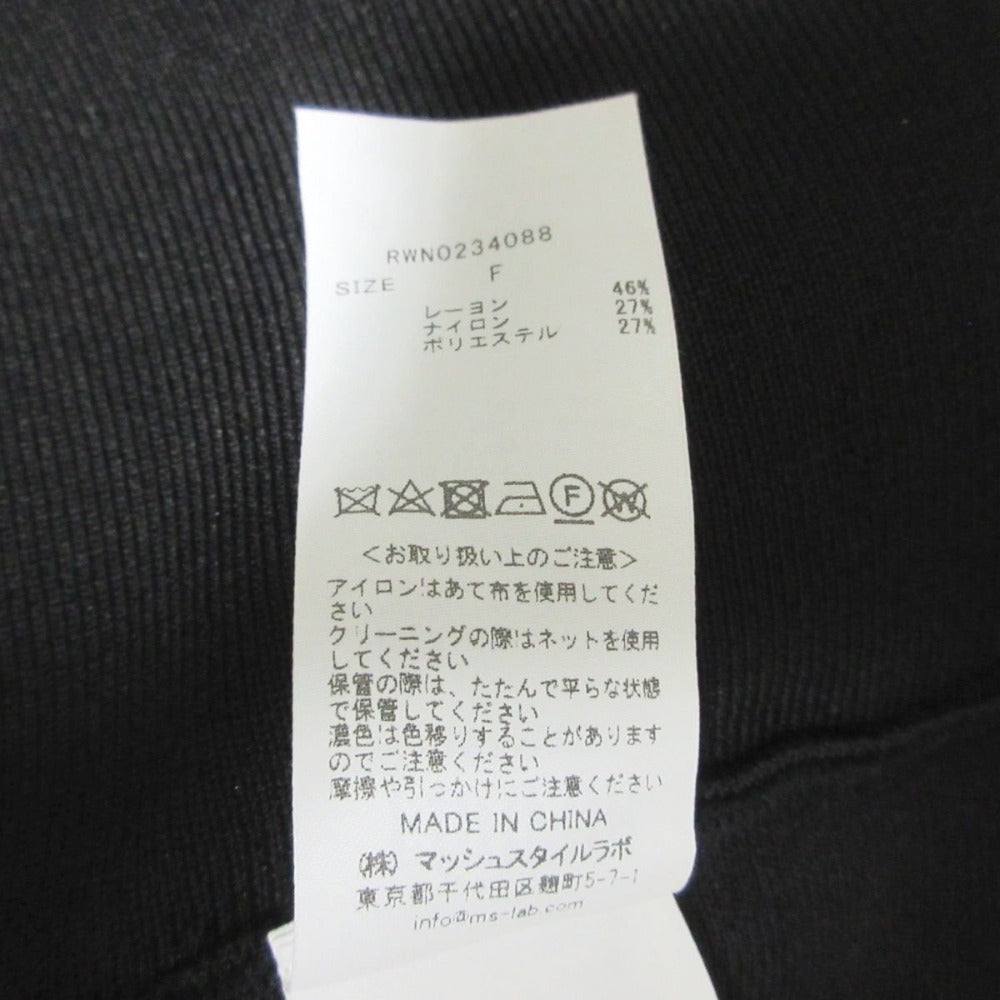 RWN0234088
SIZE F
レーヨン 46%
ナイロン 27%
ポリエステル 27%
F W
＜お取り扱い上のご注意＞
アイロンはあて布を使用してくだ
さい
クリーニングの際はネットを使用
してください
保管の際は、たたんで平らな状態
で保管してください
濃色は色移りすることがあります
のでご注意ください
摩擦や引っかけにご注意ください
MADE IN CHINA
(株) マッシュスタイルラボ
東京都千代田区麹町5-7-1
info@ms-lab.com